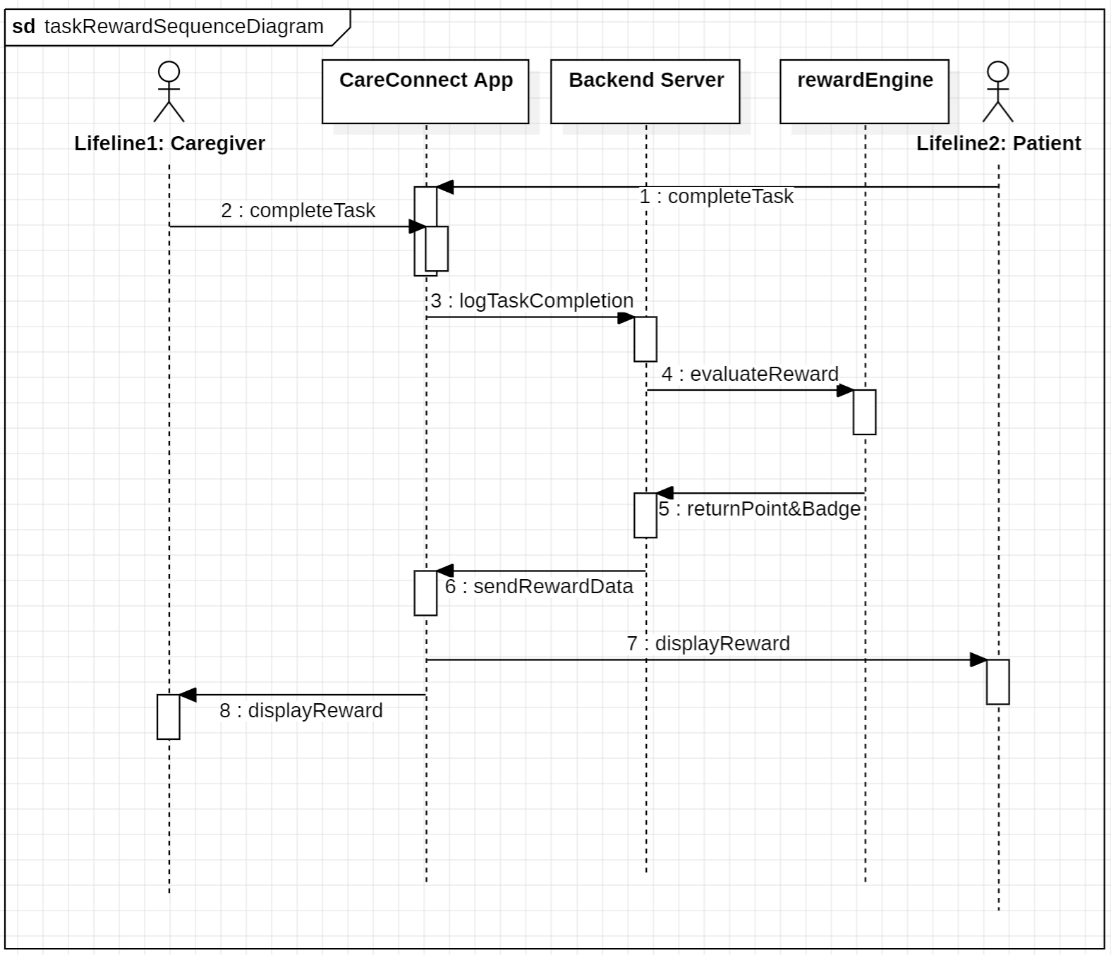 sd taskRewardSequenceDiagram
CareConnect App
Backend Server
rewardEngine
Lifeline1: Caregiver
Lifeline2: Patient
1 : completeTask
2 : completeTask
3 : logTaskCompletion
4 : evaluateReward
5 : returnPoint&Badge
6 : sendRewardData
7 : displayReward
8 : displayReward